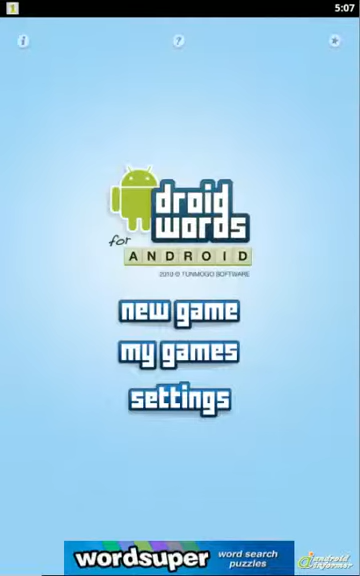 1
5:07
i
?
droid
words
for
ANDROID
2010 © TUNMOGO SOFTWARE
new game
my games
settings
wordsuper
word search
puzzles
android
informer